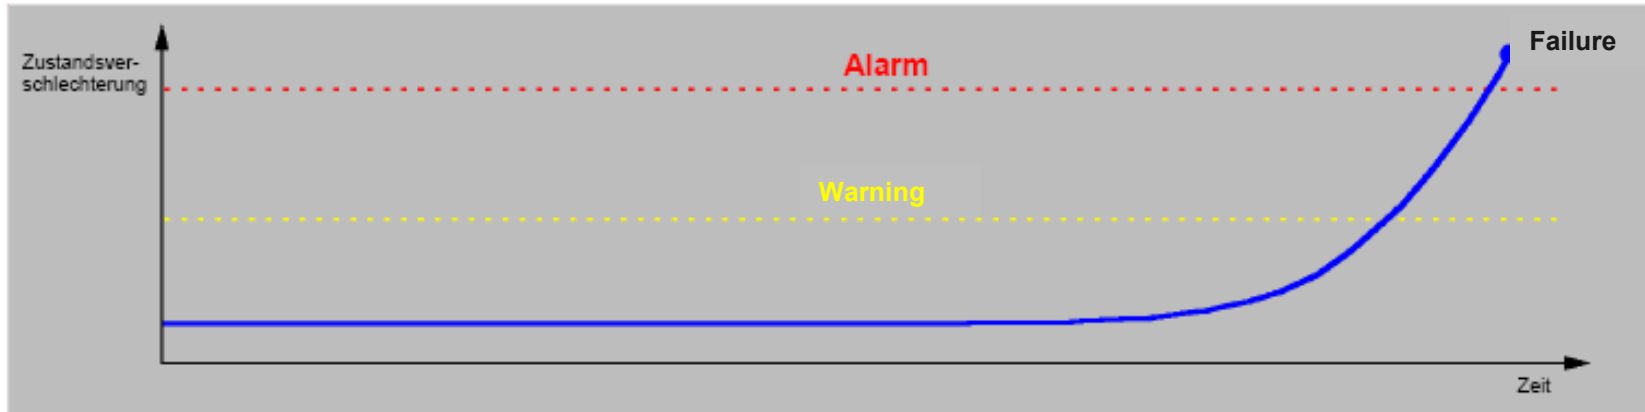 Failure
Zustandsver-
schlechterung
Alarm
Warning
Zeit